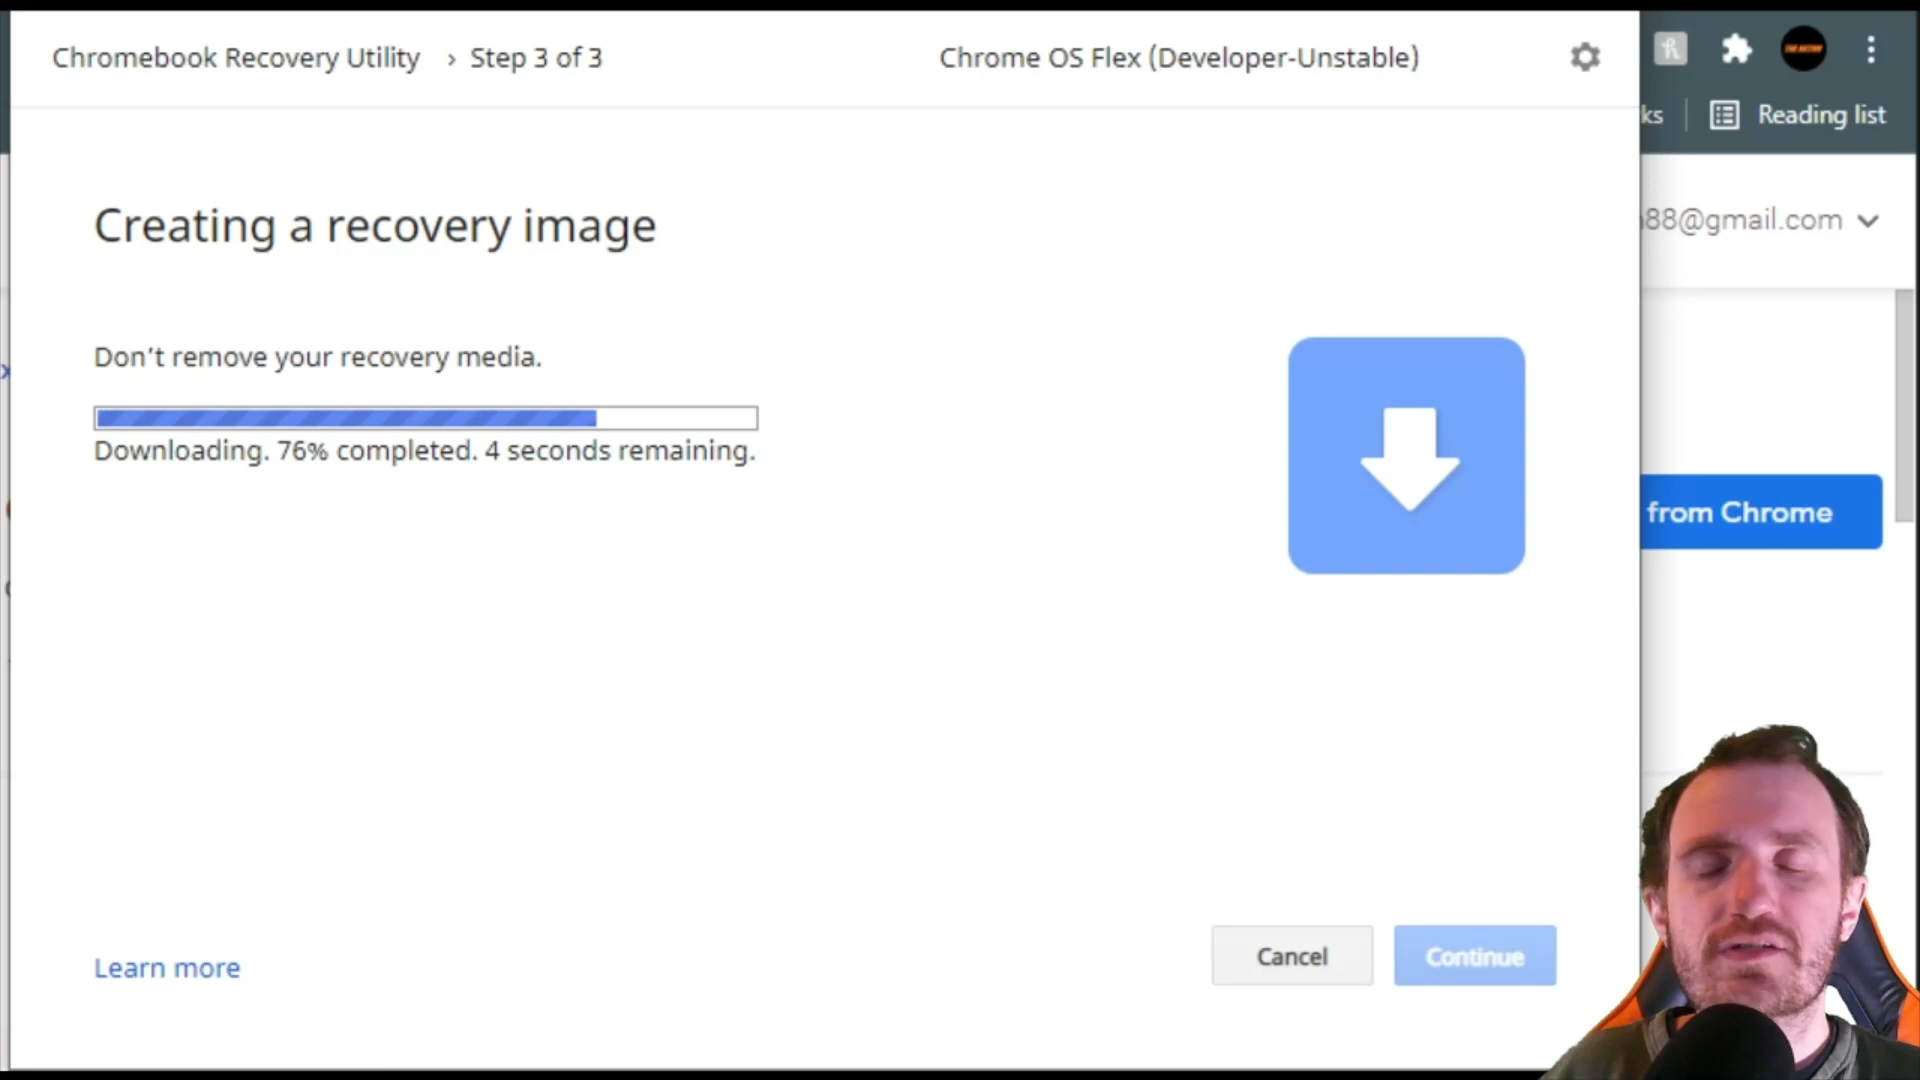 Chromebook Recovery Utility › Step 3 of 3
Chrome OS Flex (Developer-Unstable)
ks
Reading list
88@gmail.com
Creating a recovery image
Don't remove your recovery media.
Downloading. 76% completed. 4 seconds remaining.
from Chrome
Learn more
Cancel
Continue